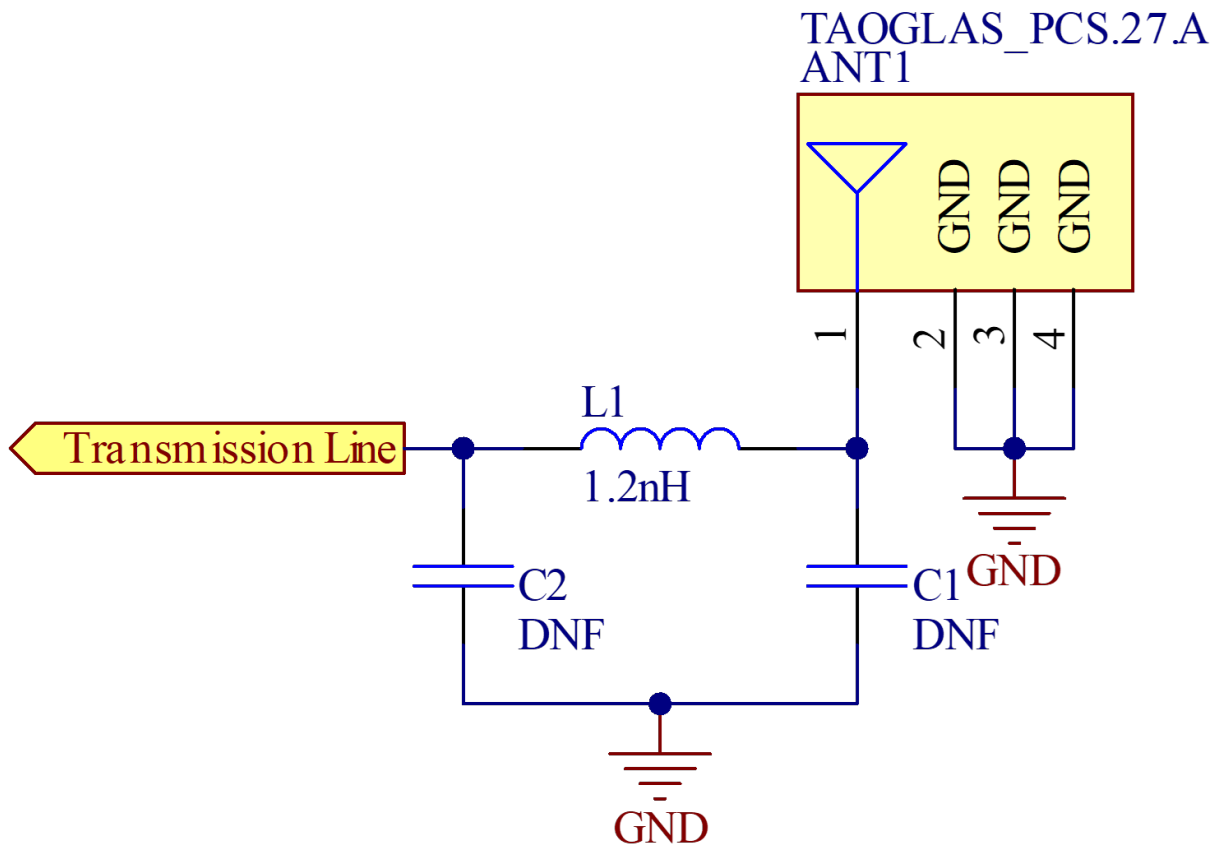 TAOGLAS_PCS.27.A
ANT1
GND
GND
GND
1
2
3
4
L1
1.2nH
Transmission Line
C2
DNF
C1
DNF
GND
GND